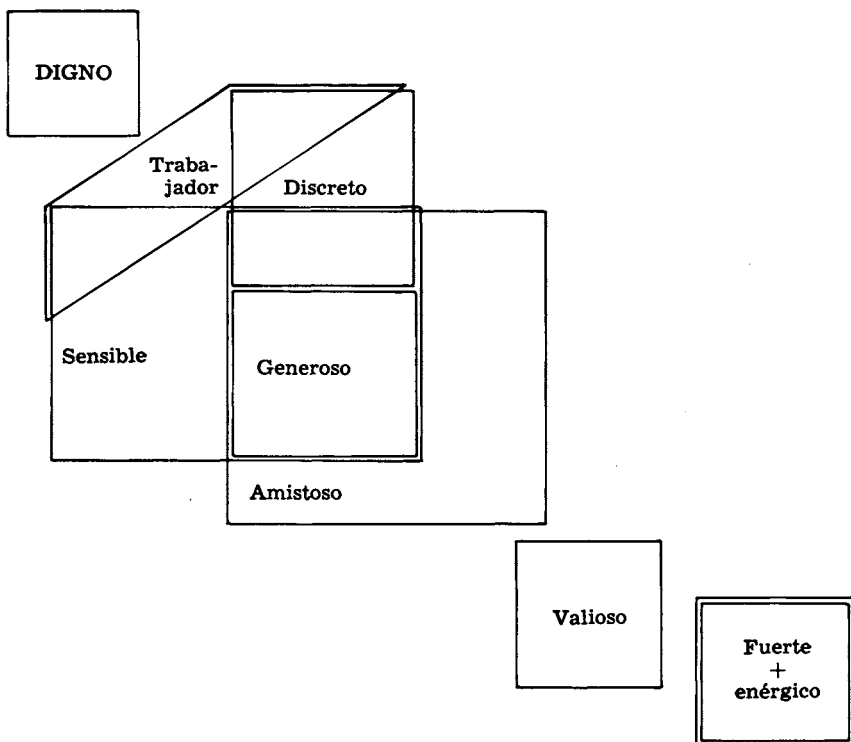 DIGNO
Traba-
jador
Discreto
Sensible
Generoso
Amistoso
Valioso
Fuerte
+
enérgico